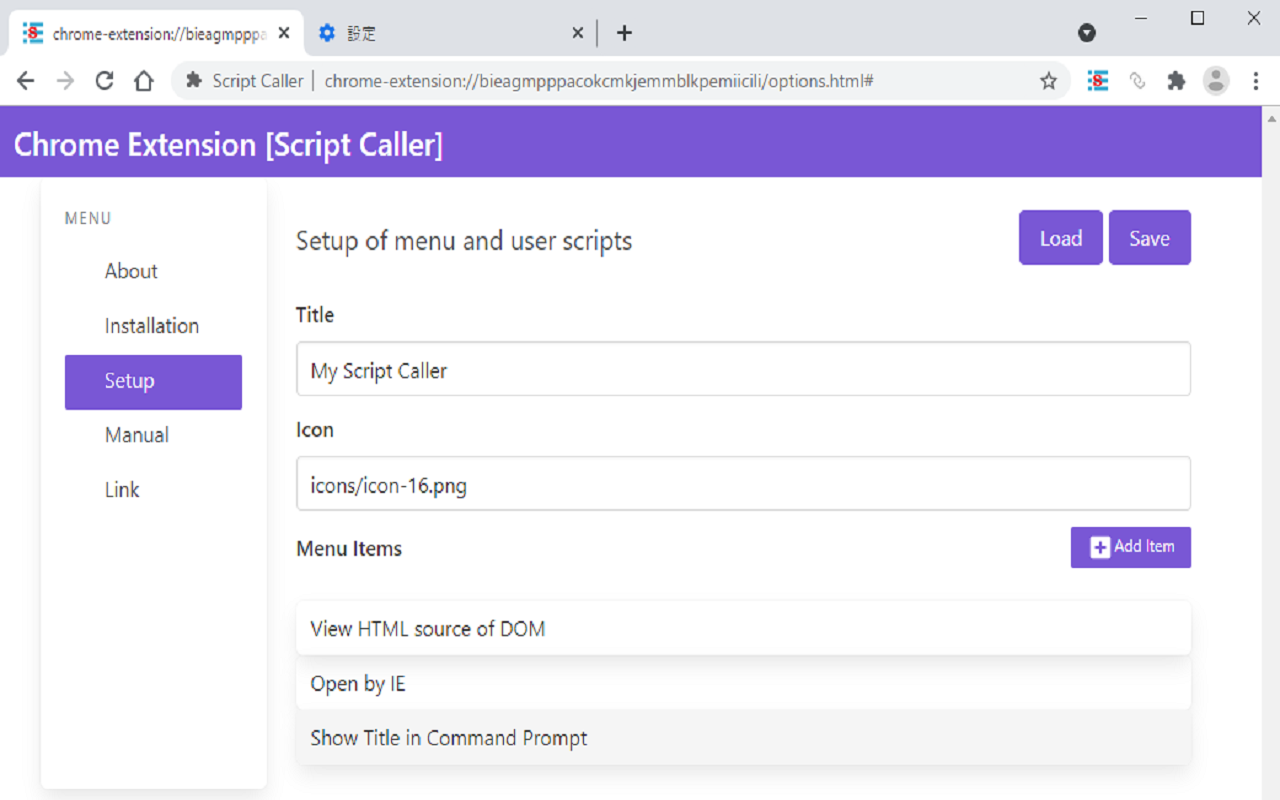 chrome-extension://bieagmpppa
設定
Script Caller | chrome-extension://bieagmpppacokcmkjemmblkpemiicili/options.html#
Chrome Extension [Script Caller]
MENU
About
Installation
Setup
Manual
Link
Setup of menu and user scripts
Load
Save
Title
My Script Caller
Icon
icons/icon-16.png
Menu Items
Add Item
View HTML source of DOM
Open by IE
Show Title in Command Prompt